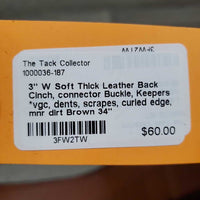 The Tack Collector
1000036-187
3" W Soft Thick Leather Back
Cinch, connector Buckle, Keepers
*vgc, dents, scrapes, curled edge,
mnr dirt Brown 34"
$60.00
3FW2TW